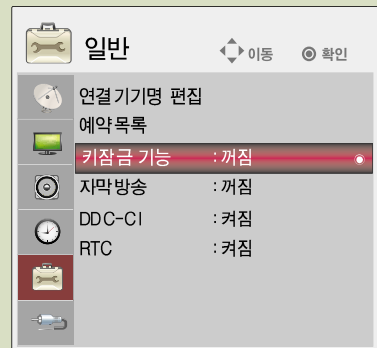 일반 이동 확인
연결기기명 편집
예약목록
키잠금 기능 : 꺼짐
자막방송 : 꺼짐
DDC-CI : 켜짐
RTC : 켜짐